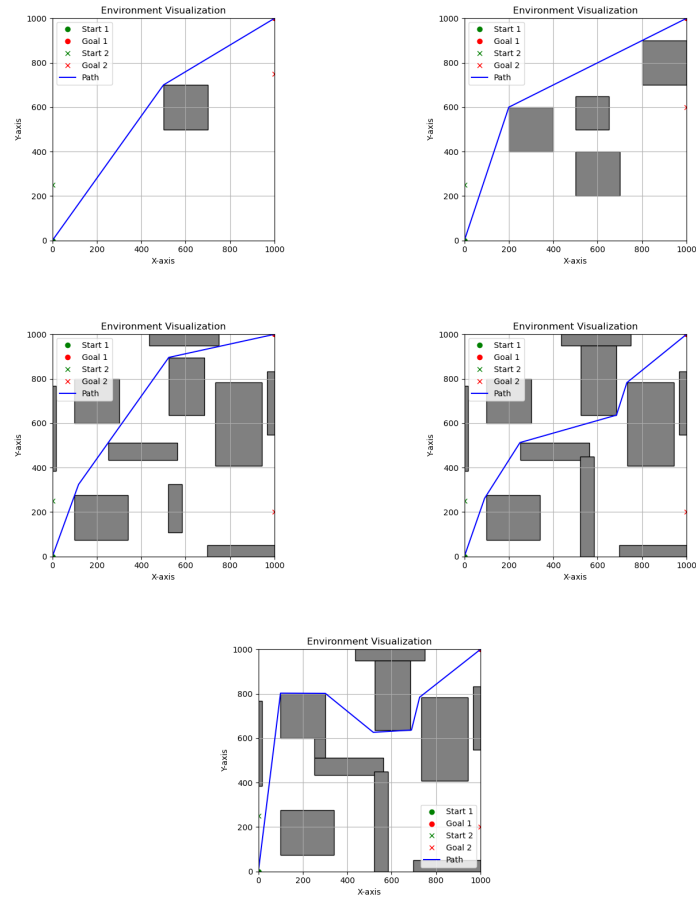 Environment Visualization
Start 1
Goal 1
Start 2
Goal 2
Path
1000
800
600
400
200
0
Y-axis
0 200 400 600 800 1000
X-axis
Environment Visualization
Start 1
Goal 1
Start 2
Goal 2
Path
1000
800
600
400
200
0
Y-axis
0 200 400 600 800 1000
X-axis
Environment Visualization
Start 1
Goal 1
Start 2
Goal 2
Path
1000
800
600
400
200
0
Y-axis
0 200 400 600 800 1000
X-axis
Environment Visualization
Start 1
Goal 1
Start 2
Goal 2
Path
1000
800
600
400
200
0
Y-axis
0 200 400 600 800 1000
X-axis
Environment Visualization
1000
800
600
400
200
0
Y-axis
Start 1
Goal 1
Start 2
Goal 2
Path
0 200 400 600 800 1000
X-axis